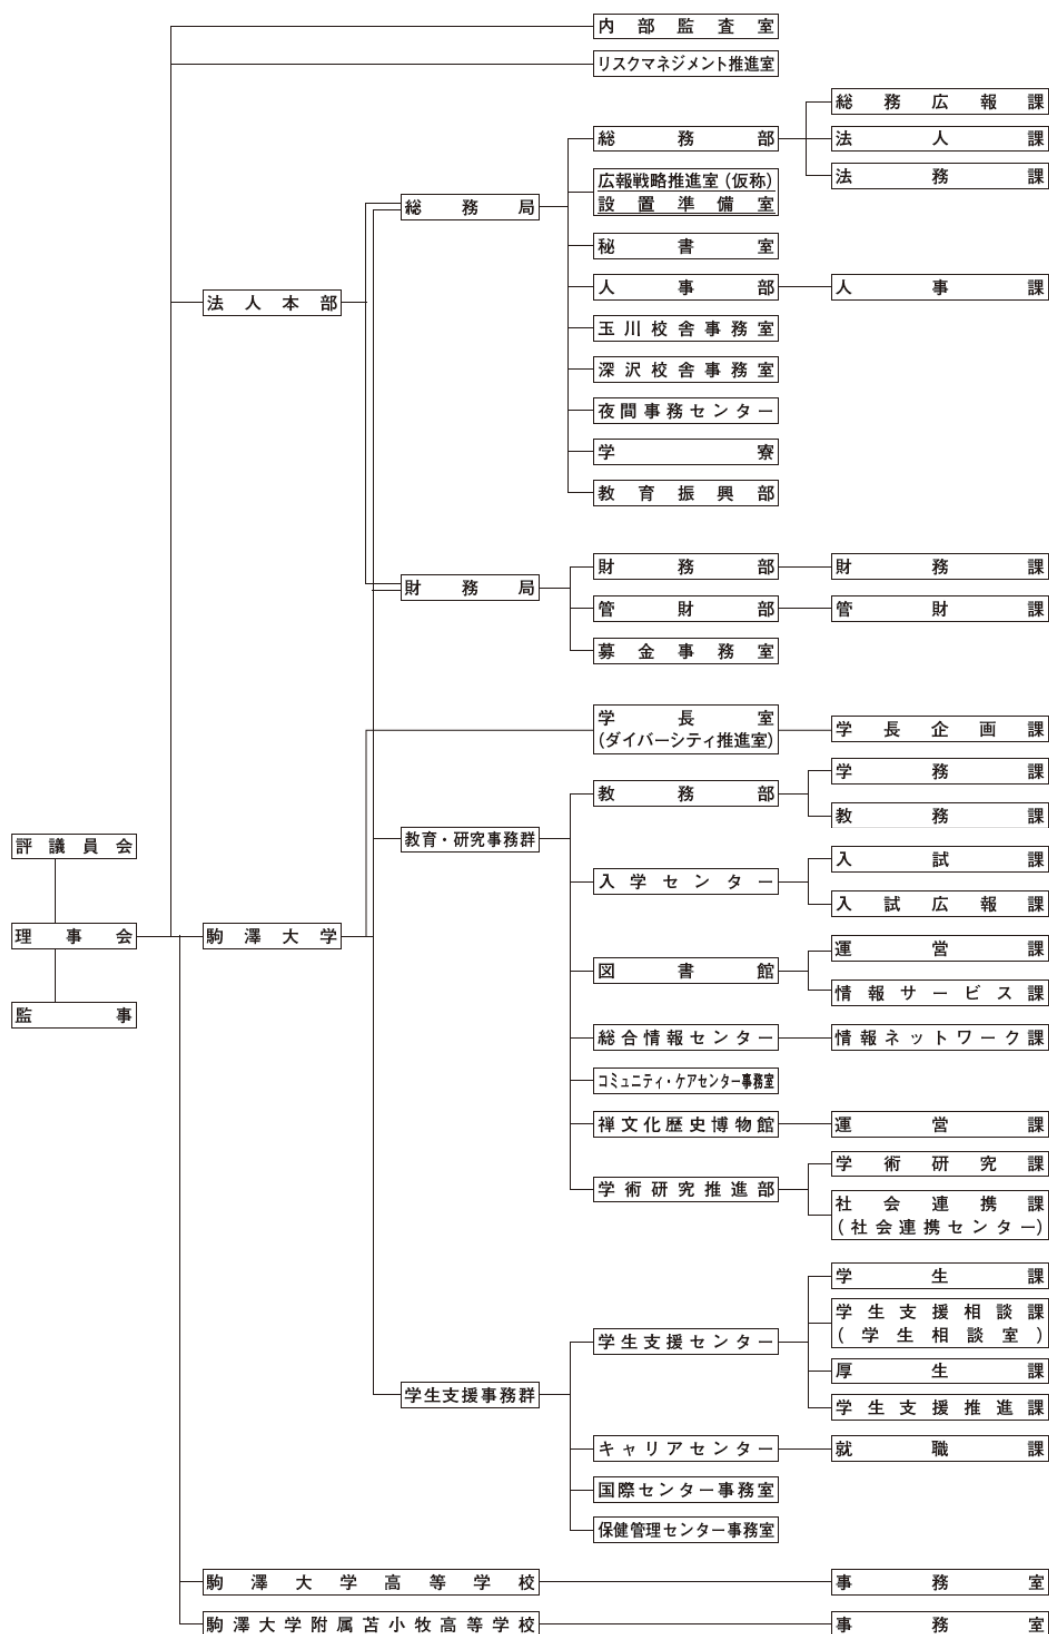 内部監査室
リスクマネジメント推進室
総務広報課
総務部
法人課
法務課
広報戦略推進室(仮称)
設置準備室
総務局
秘書室
人事部
人事課
法人本部
玉川校舎事務室
深沢校舎事務室
夜間事務センター
学寮
教育振興部
財務部
財務課
財務局
管財部
管財課
募金事務室
学長室
(ダイバーシティ推進室)
学長企画課
学務課
教務部
教務課
教育・研究事務群
評議員会
入試課
入学センター
入試広報課
理事会
駒澤大学
運営課
図書館
情報サービス課
監事
総合情報センター
情報ネットワーク課
コミュニティ・ケアセンター事務室
禅文化歴史博物館
運営課
学術研究課
学術研究推進部
社会連携課
(社会連携センター)
学生課
学生支援相談課
(学生相談室)
学生支援センター
厚生課
学生支援事務群
学生支援推進課
キャリアセンター
就職課
国際センター事務室
保健管理センター事務室
駒澤大学高等学校
事務室
駒澤大学附属苫小牧高等学校
事務室